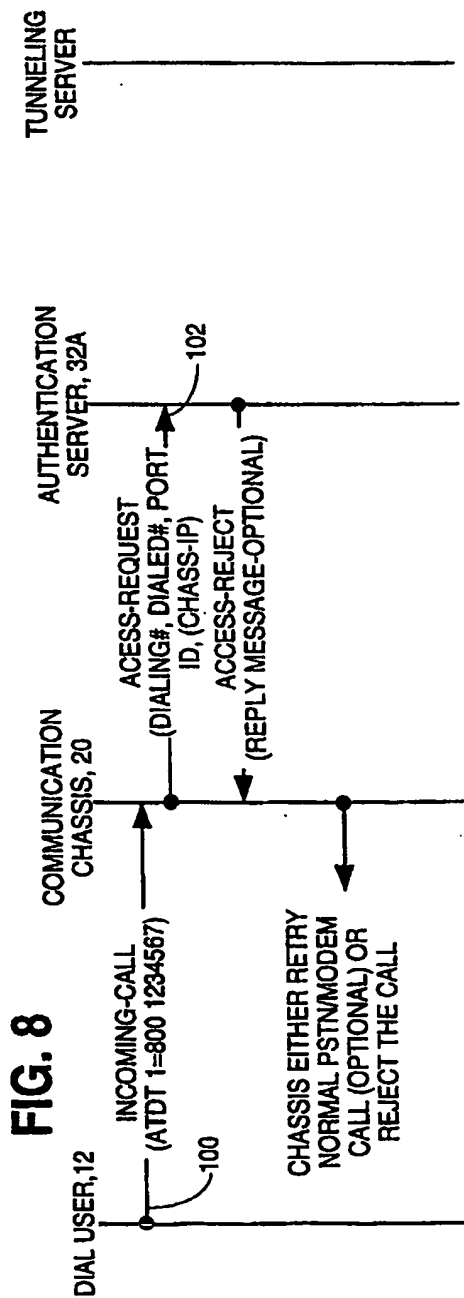 FIG. 8
DIAL USER,12
COMMUNICATION
CHASSIS, 20
AUTHENTICATION
SERVER, 32A
TUNNELING
SERVER
INCOMING-CALL
(ATDT 1=800 1234567)
100
ACESS-REQUEST
(DIALING#, DIALED#, PORT
ID, (CHASS-IP)
102
ACCESS-REJECT
(REPLY MESSAGE-OPTIONAL)
CHASSIS EITHER RETRY
NORMAL PSTN/MODEM
CALL (OPTIONAL) OR
REJECT THE CALL